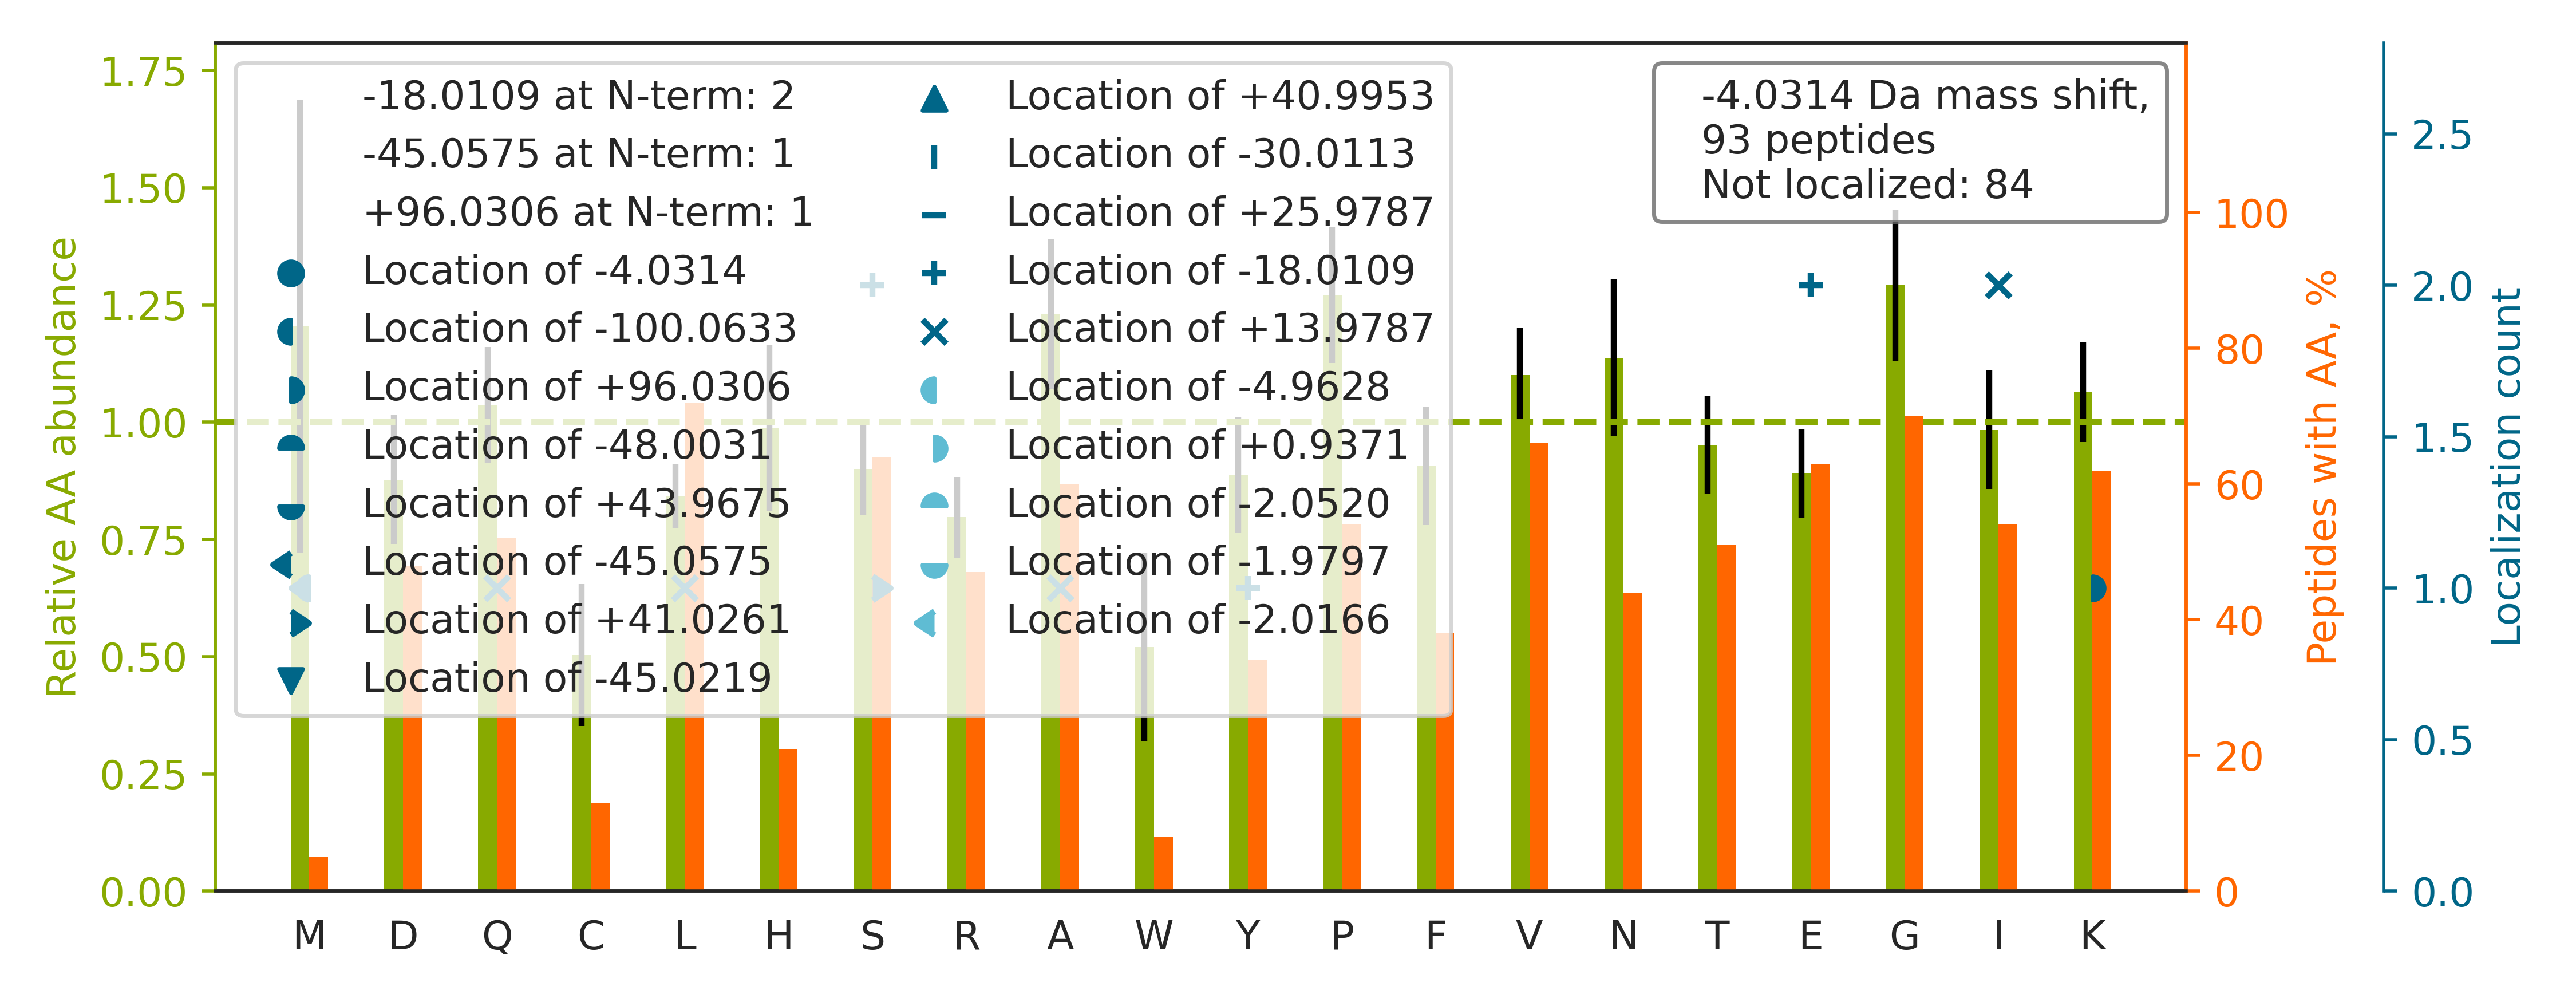 1.75
1.50
1.25
1.00
0.75
0.50
0.25
0.00
Relative AA abundance
-18.0109 at N-term: 2
-45.0575 at N-term: 1
+96.0306 at N-term: 1
Location of -4.0314
Location of -100.0633
Location of +96.0306
Location of -48.0031
Location of +43.9675
Location of -45.0575
Location of +41.0261
Location of -45.0219
Location of +40.9953
Location of -30.0113
Location of +25.9787
Location of -18.0109
Location of +13.9787
Location of -4.9628
Location of +0.9371
Location of -2.0520
Location of -1.9797
Location of -2.0166
-4.0314 Da mass shift,
93 peptides
Not localized: 84
100
80
60
40
20
0
Peptides with AA, %
2.5
2.0
1.5
1.0
0.5
0.0
Localization count
M D Q C L H S R A W Y P F V N T E G I K